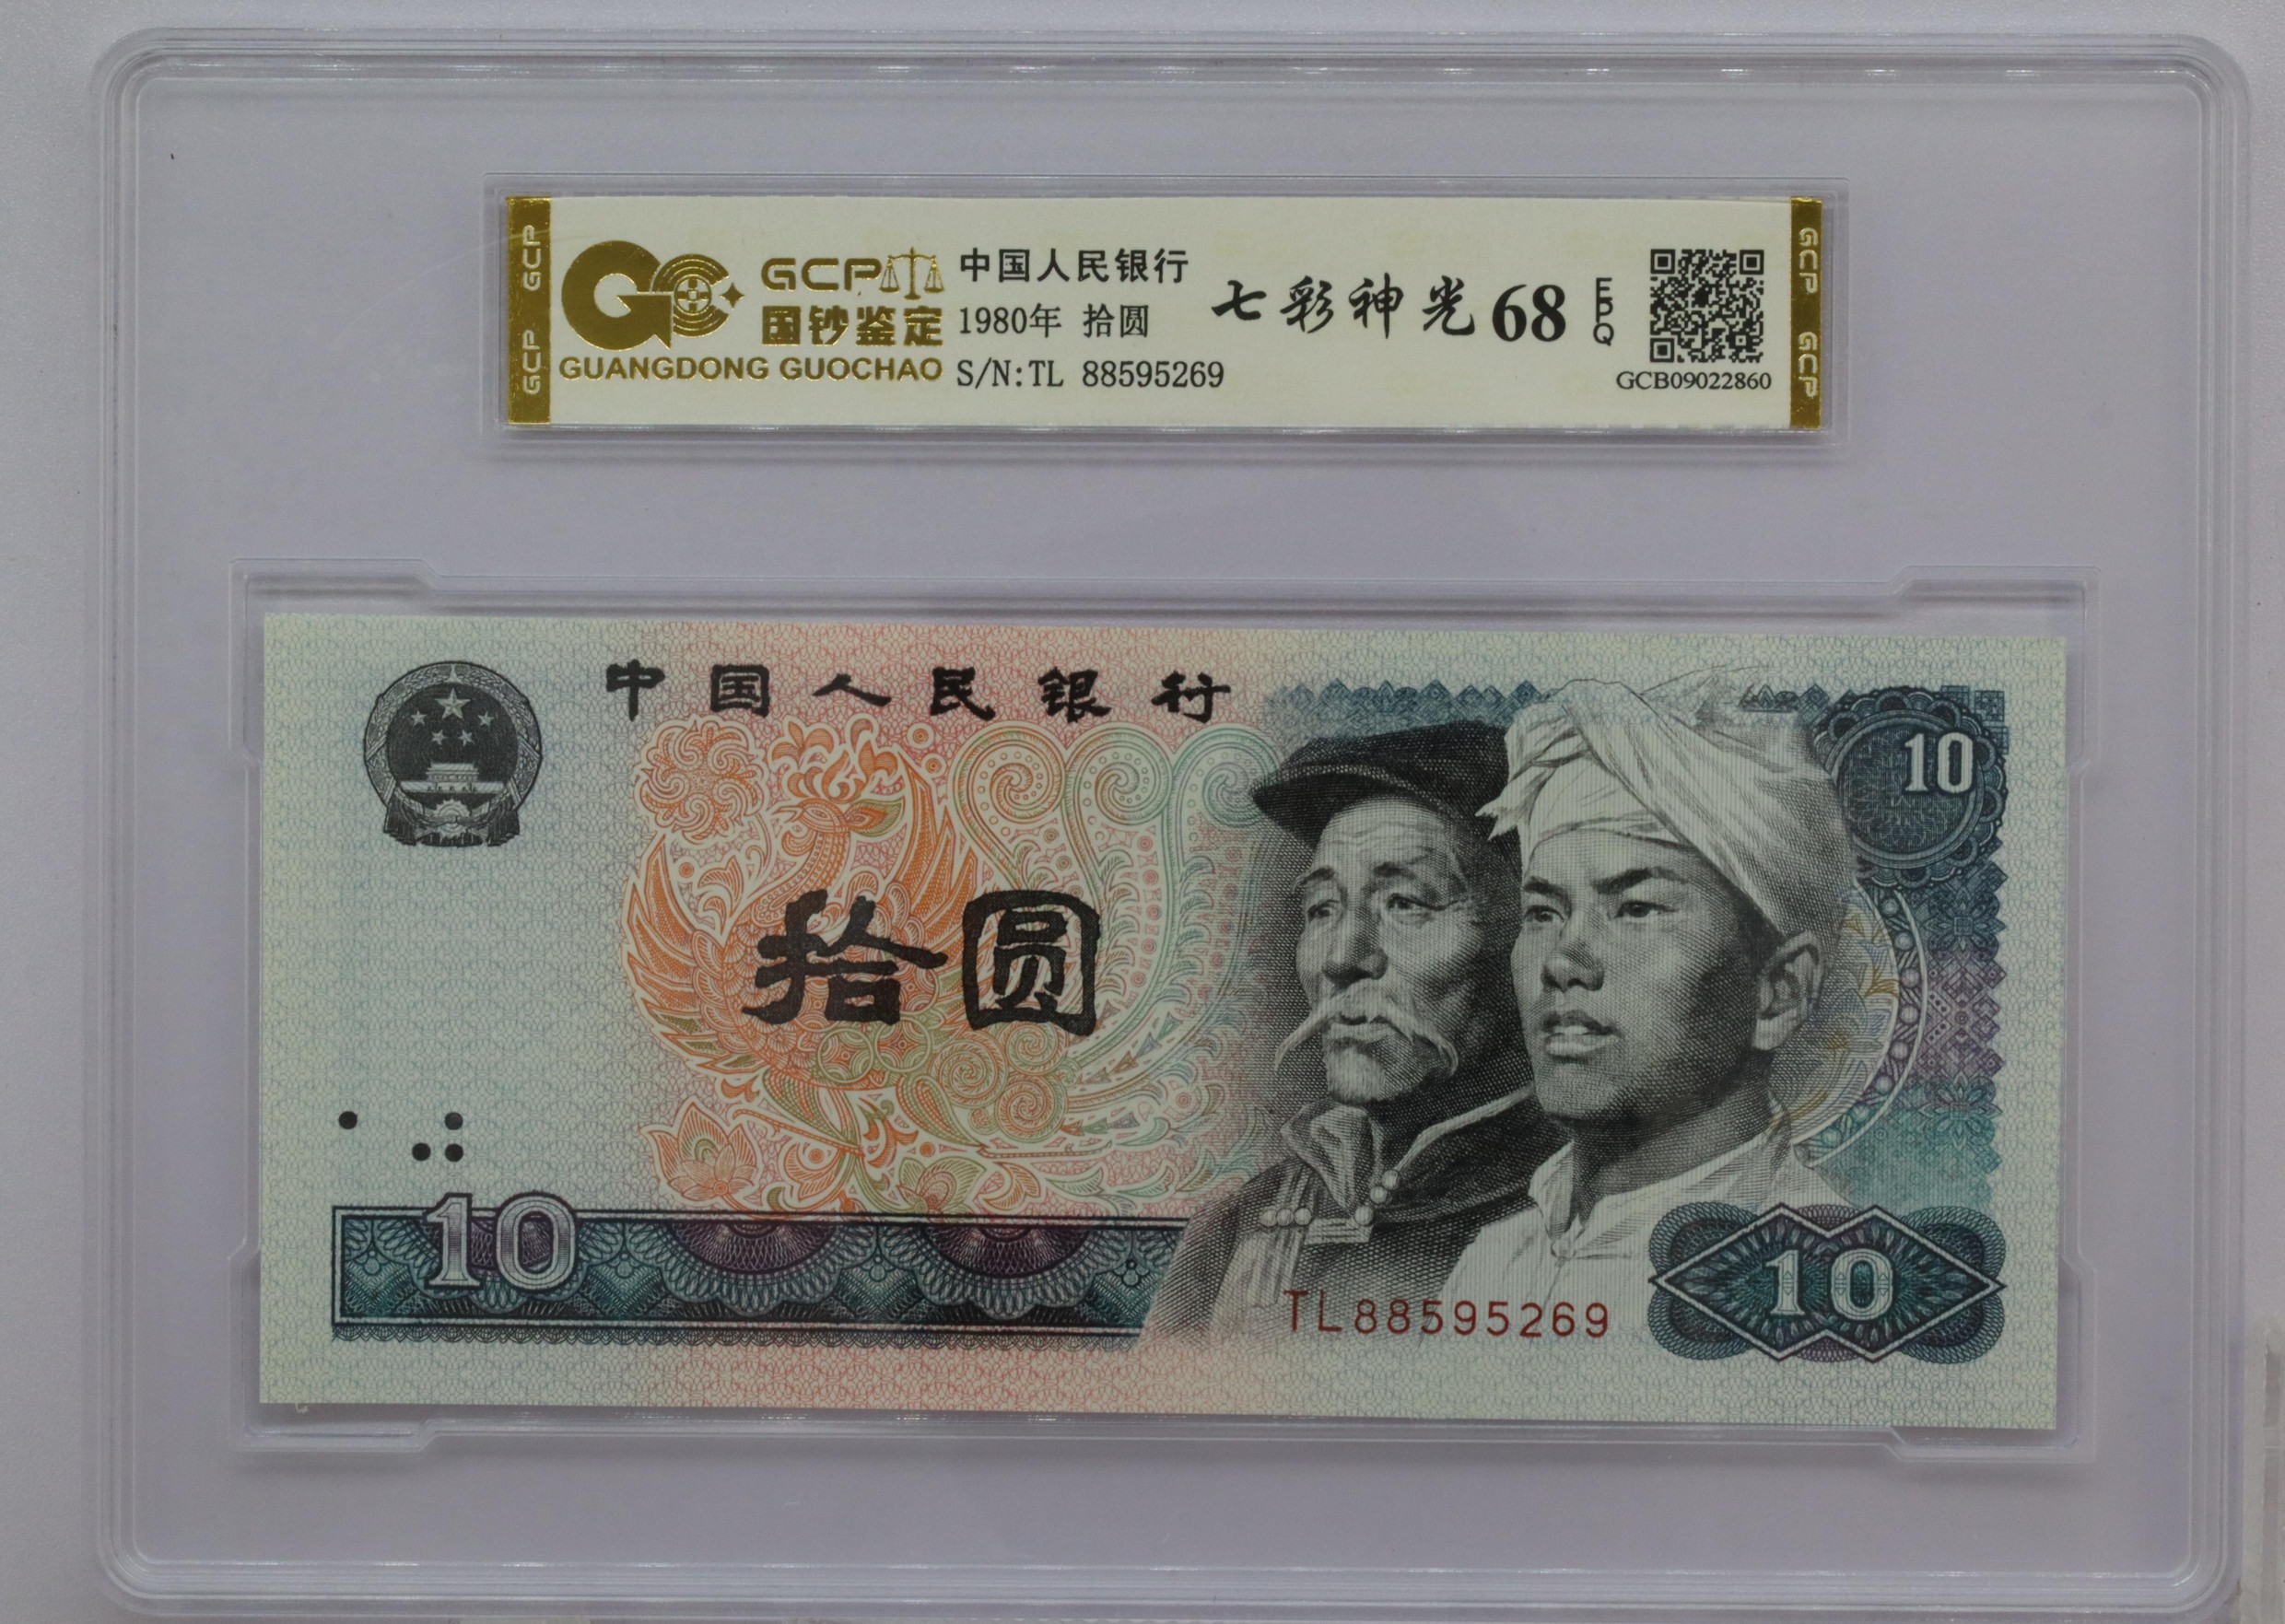 GCP GCP
GCP
国钞鉴定
GUANGDONG GUOCHAO
中国人民银行
1980年 拾圆
S/N:TL 88595269
七彩神光 68 EPQ
GCB09022860
GCP GCP
中国人民银行
10
拾圆
10
TL88595269
10